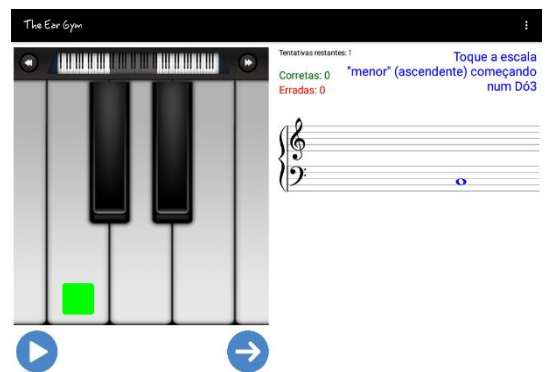 The Ear Gym
Tentativas restantes: 1
Corretas: 0
Erradas: 0
Toque a escala
"menor" (ascendente) começando
num Dó3